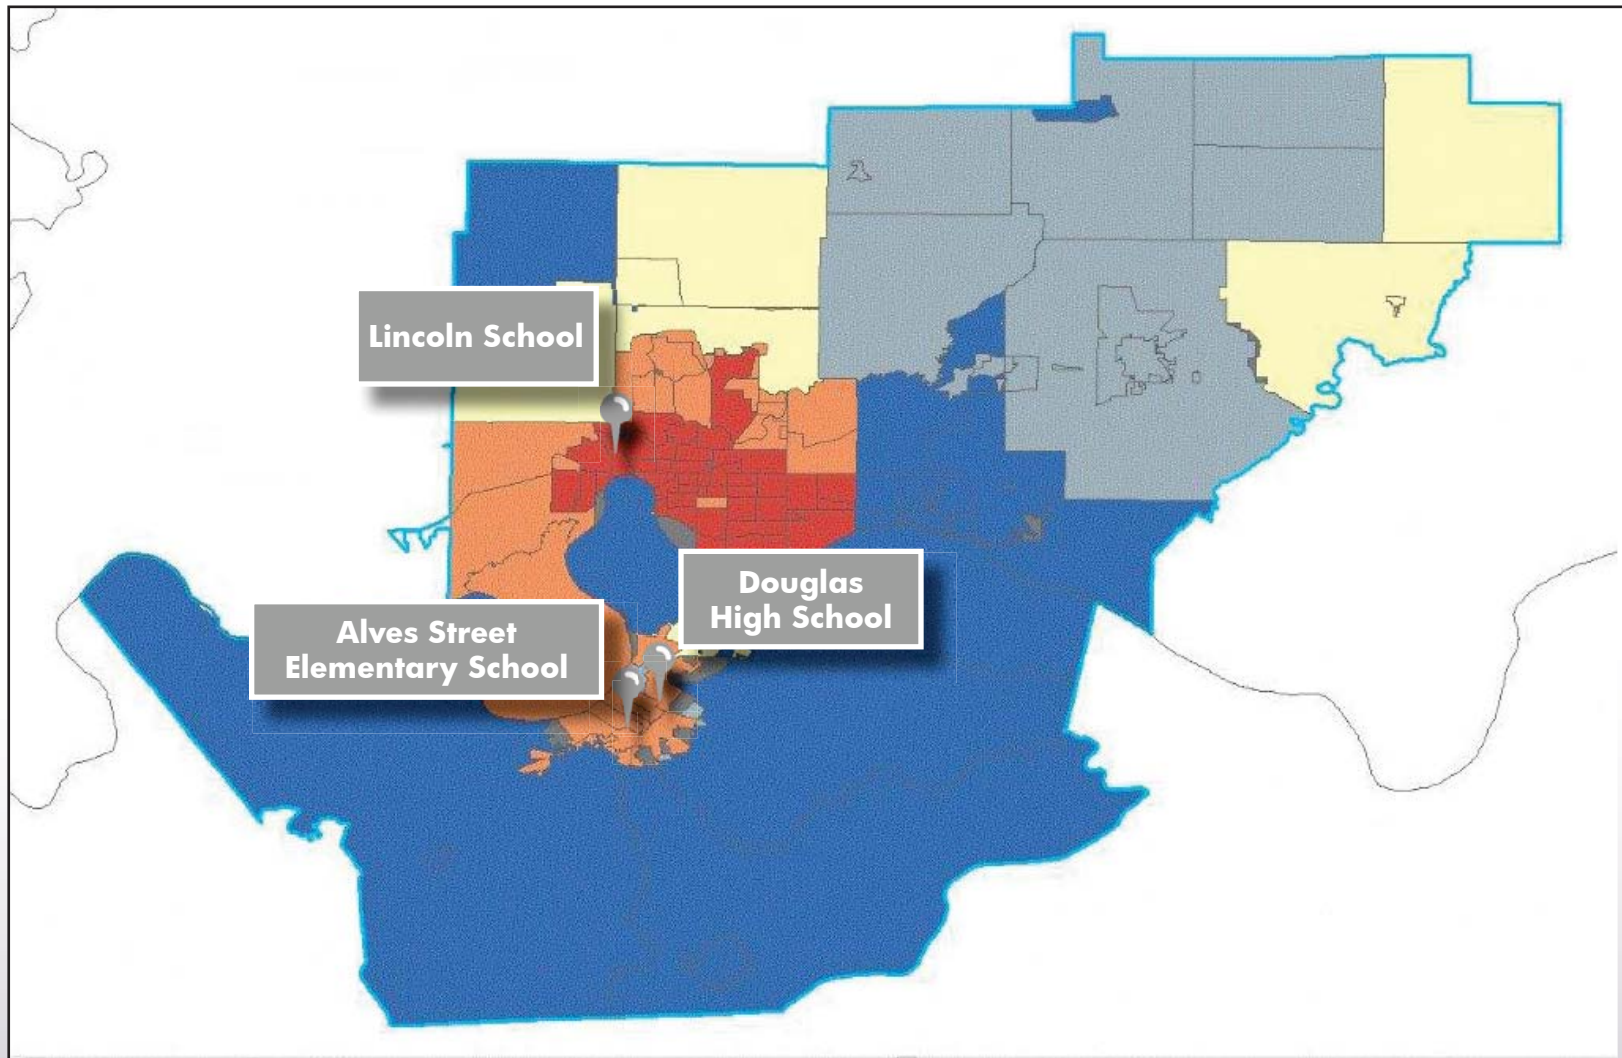 Lincoln School
Douglas
High School
Alves Street
Elementary School